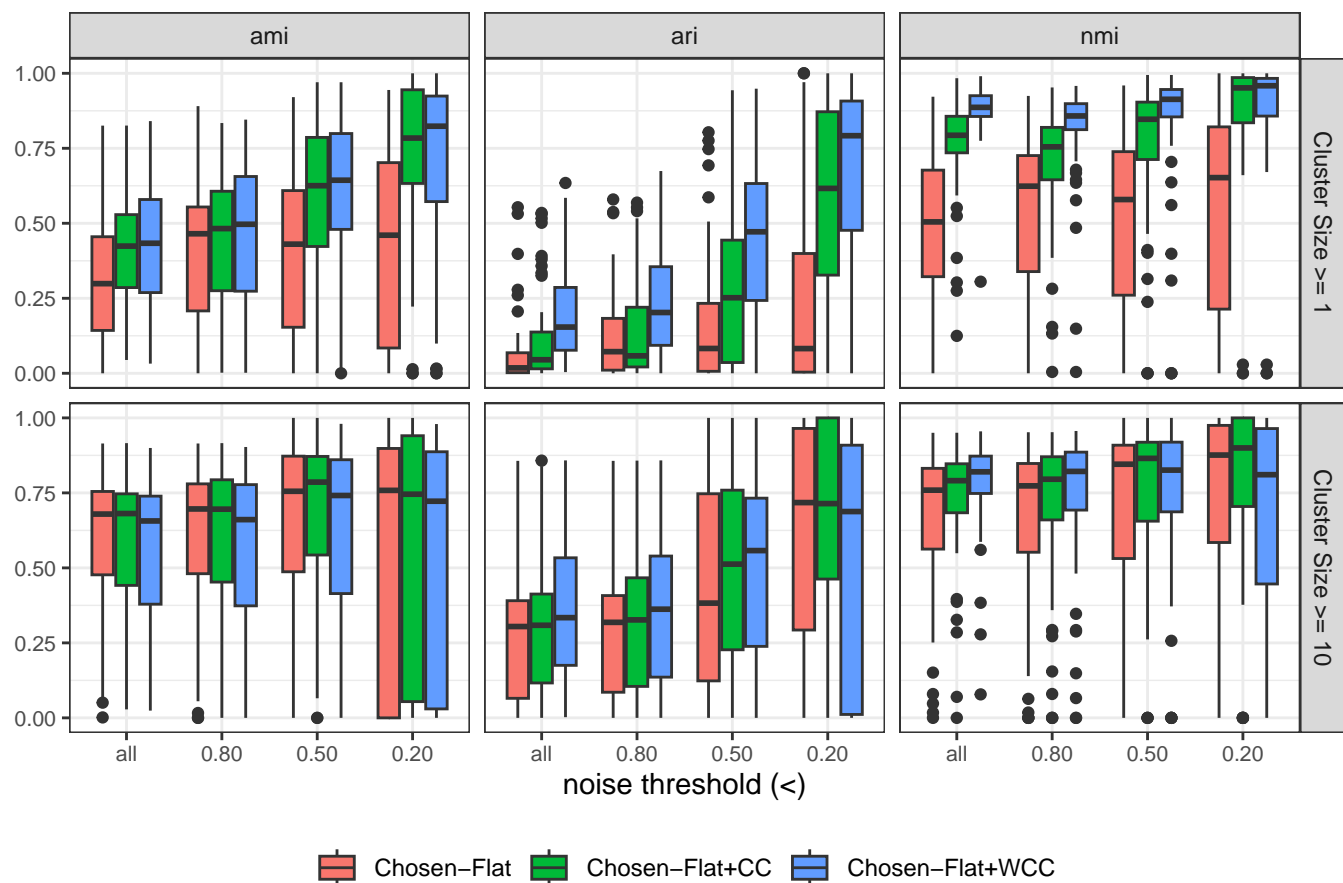 ami ari nmi
1.00
0.75
0.50
0.25
0.00
Cluster Size >= 1
1.00
0.75
0.50
0.25
0.00
Cluster Size >= 10
all 0.80 0.50 0.20 all 0.80 0.50 0.20 all 0.80 0.50 0.20
noise threshold (<)
Chosen−Flat Chosen−Flat+CC Chosen−Flat+WCC